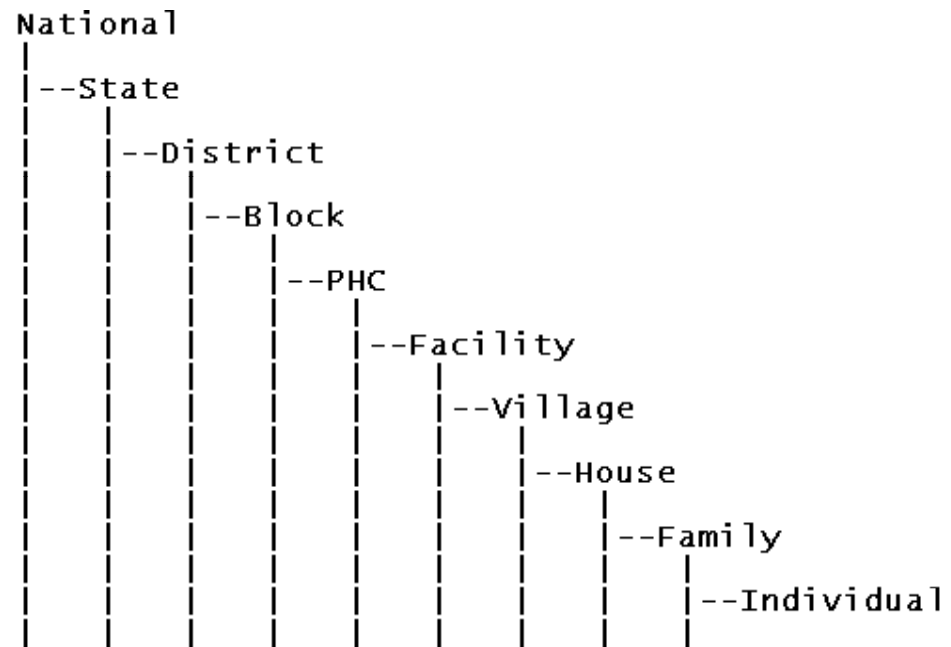 National
--State
--District
--Block
--PHC
--Facility
--Village
--House
--Family
--Individual